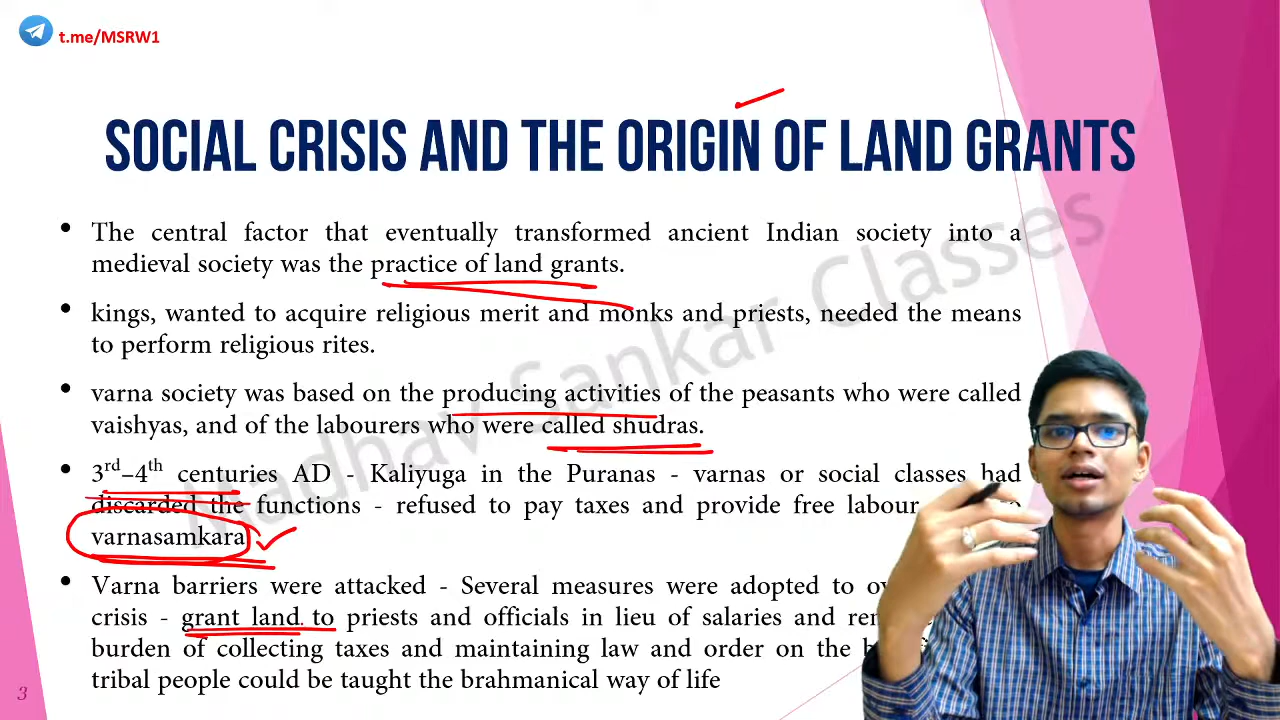 t.me/MSRW1
SOCIAL CRISIS AND THE ORIGIN OF LAND GRANTS
• The central factor that eventually transformed ancient Indian society into a
medieval society was the practice of land grants.
• kings, wanted to acquire religious merit and monks and priests, needed the means
to perform religious rites.
• varna society was based on the producing activities of the peasants who were called
vaishyas, and of the labourers who were called shudras.
• 3rd–4th centuries AD - Kaliyuga in the Puranas - varnas or social classes had
discarded the functions - refused to pay taxes and provide free labour
varnasamkara
• Varna barriers were attacked - Several measures were adopted to
crisis - grant land to priests and officials in lieu of salaries and
burden of collecting taxes and maintaining law and order on the
tribal people could be taught the brahmanical way of life
Madhav Sankar Classes
3